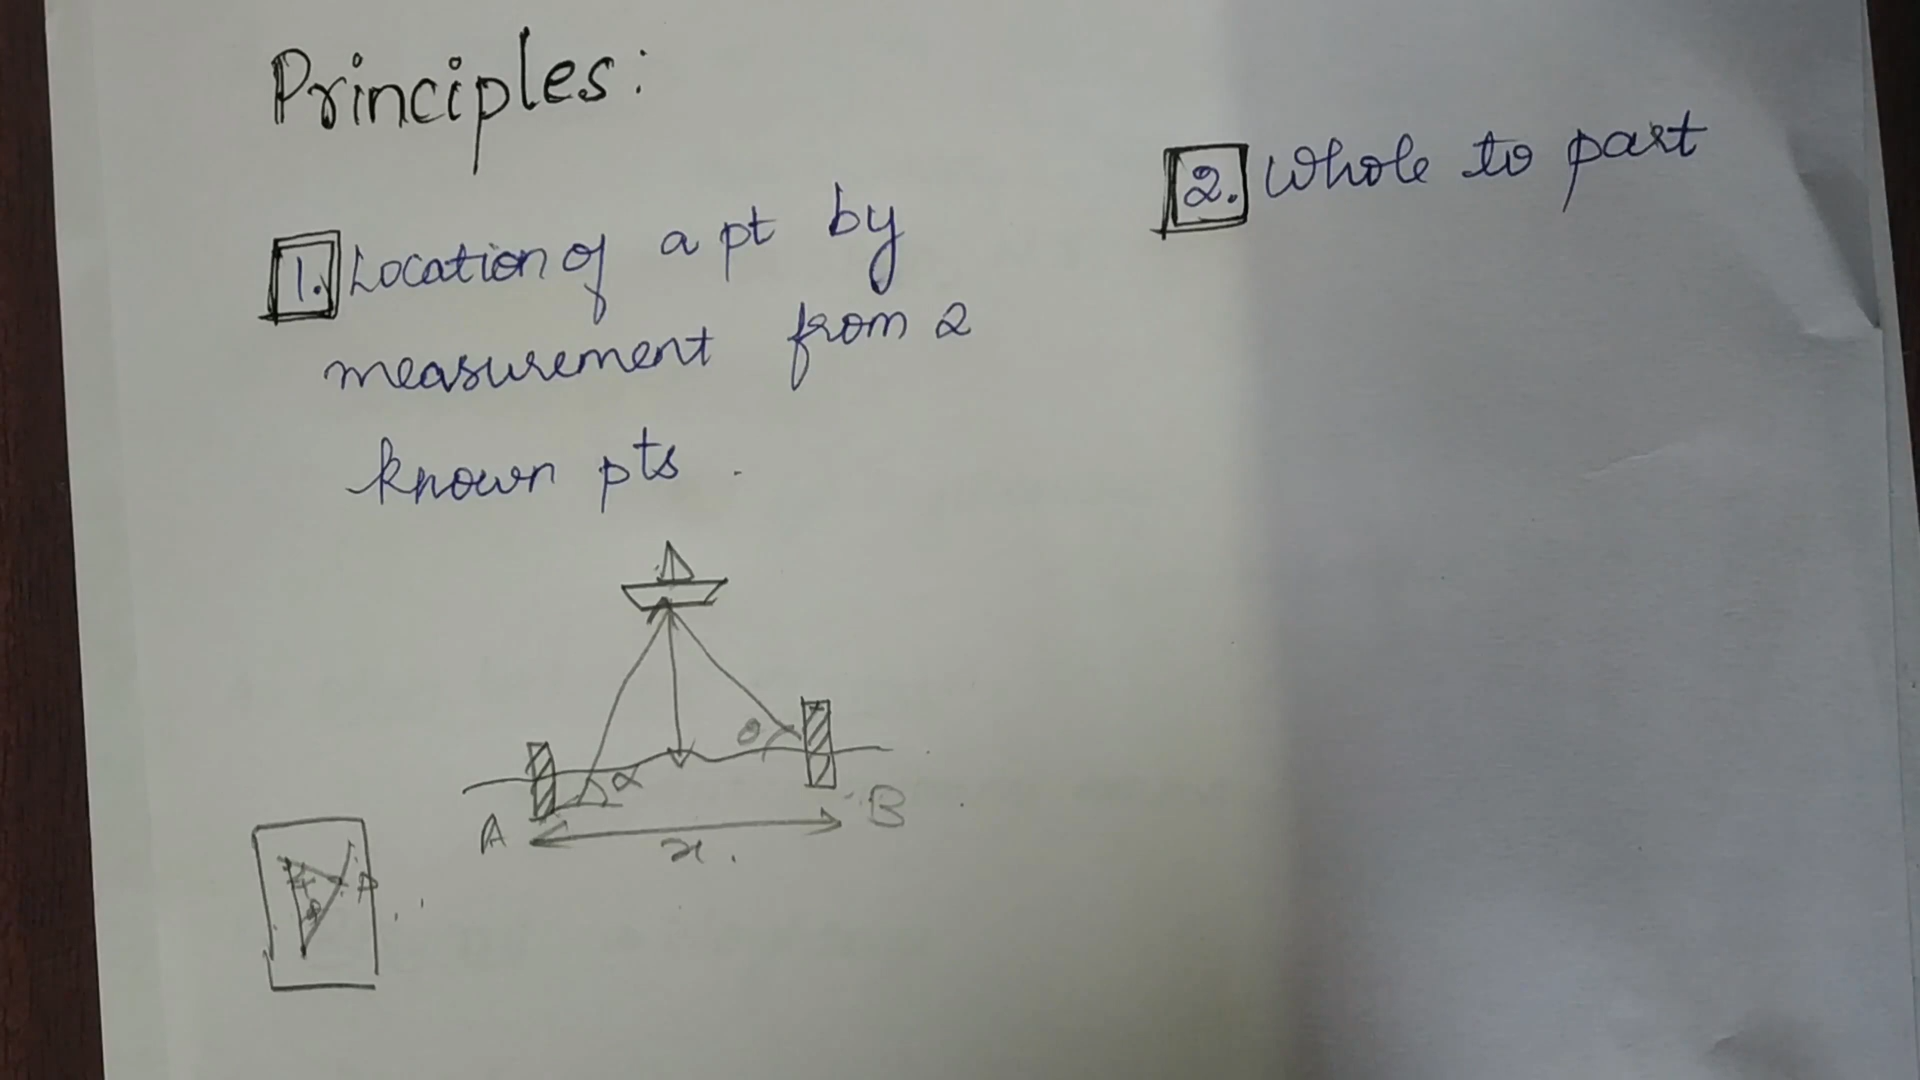 Principles:
1. Location of a pt by
measurement from 2
known pts.
2. Whole to part
θ
α
A
B
x.